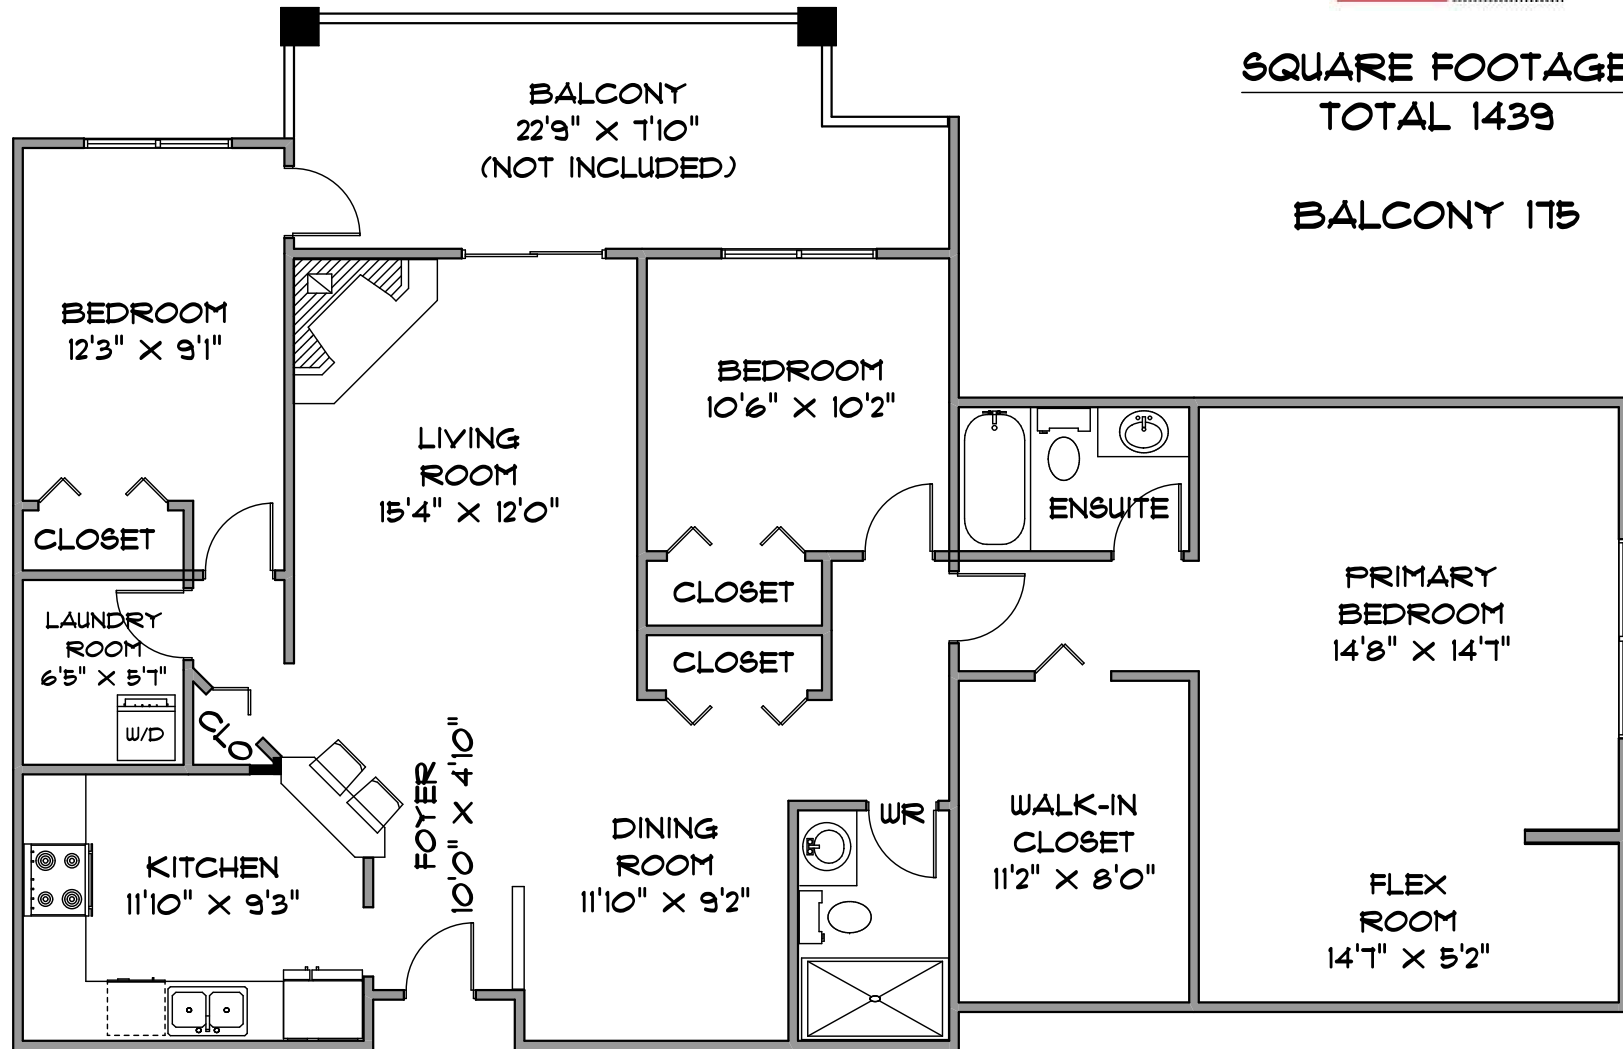 SQUARE FOOTAGE
TOTAL 1439
BALCONY 175
BALCONY
22'9" X 7'10"
(NOT INCLUDED)
BEDROOM
12'3" X 9'1"
BEDROOM
10'6" X 10'2"
LIVING
ROOM
15'4" X 12'0"
ENSUITE
CLOSET
CLOSET
CLOSET
LAUNDRY
ROOM
6'5" X 5'7"
W/D
CLO
PRIMARY
BEDROOM
14'8" X 14'7"
FOYER
10'0" X 4'10"
KITCHEN
11'10" X 9'3"
DINING
ROOM
11'10" X 9'2"
WR
WALK-IN
CLOSET
11'2" X 8'0"
FLEX
ROOM
14'7" X 5'2"